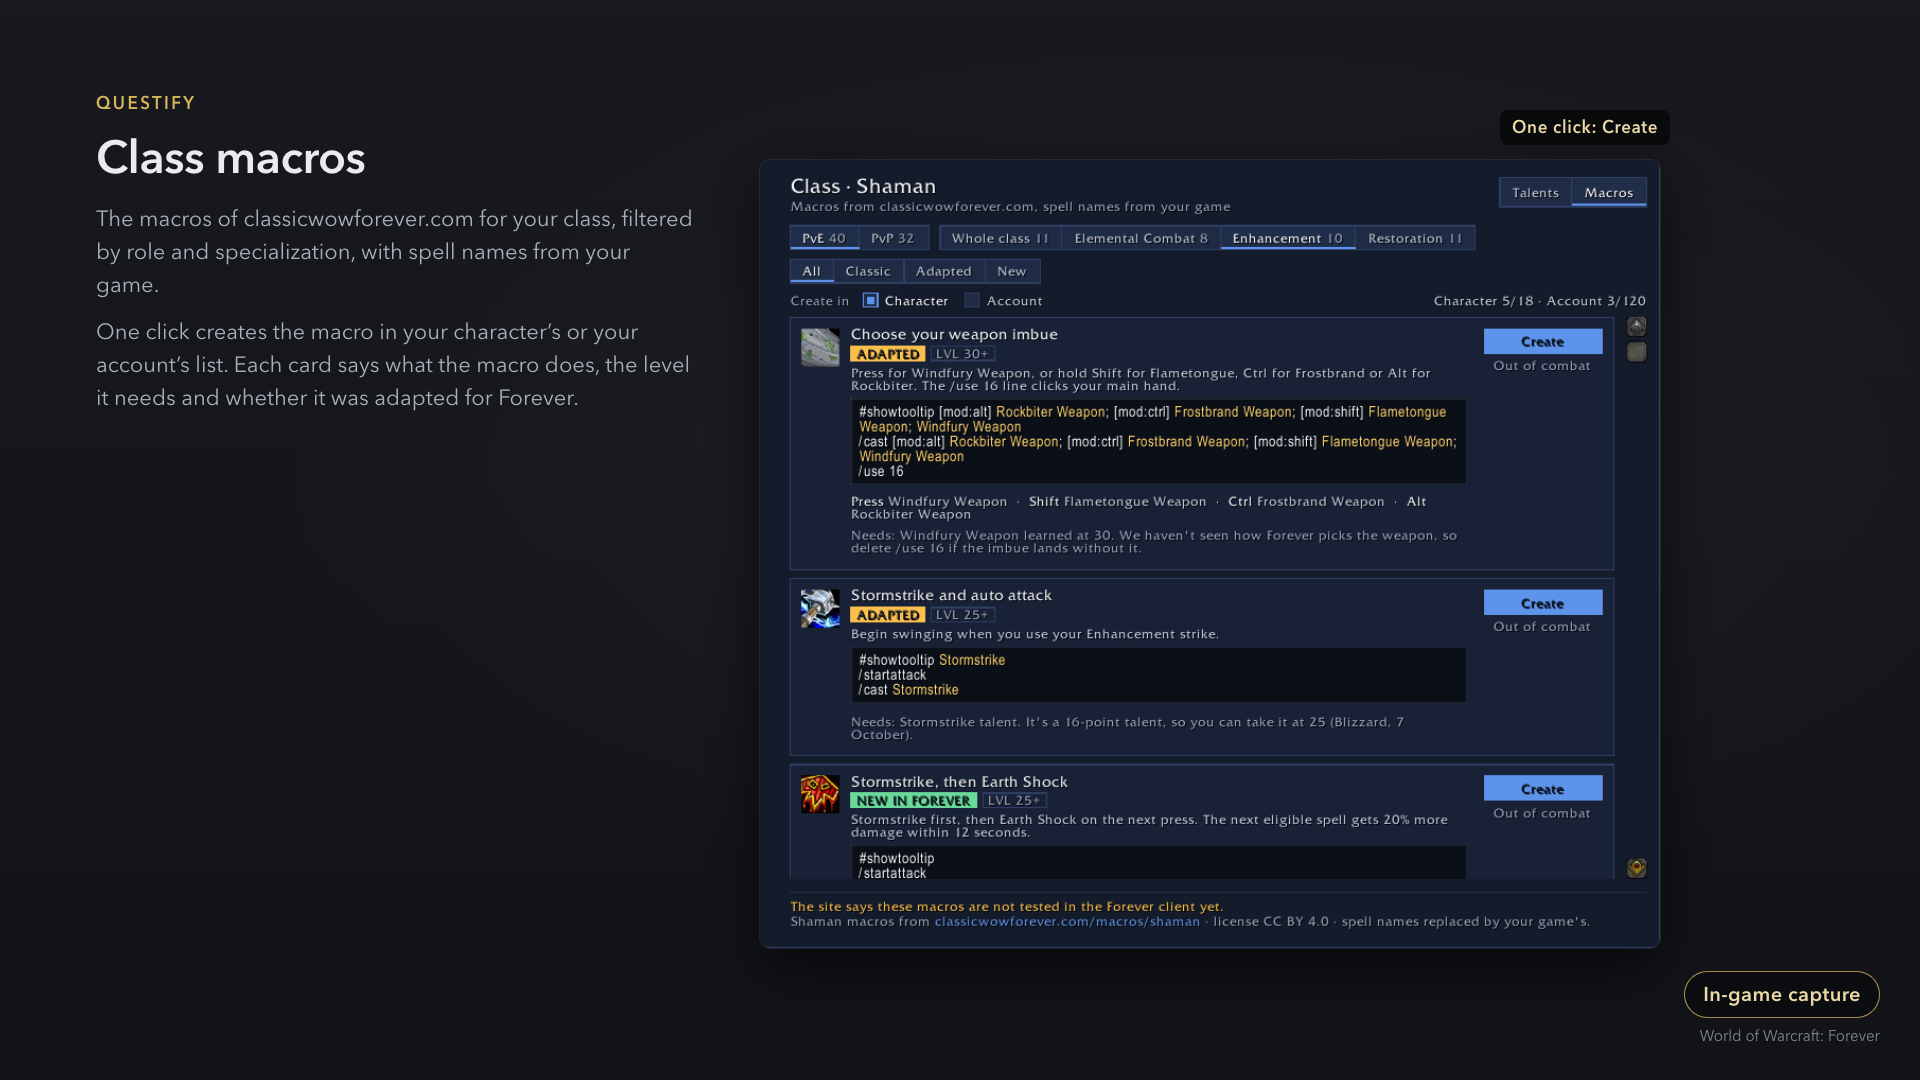 QUESTIFY
Class macros
The macros of classicwowforever.com for your class, filtered
by role and specialization, with spell names from your
game.
One click creates the macro in your character’s or your
account’s list. Each card says what the macro does, the level
it needs and whether it was adapted for Forever.
One click: Create
Class · Shaman
Macros from classicwowforever.com, spell names from your game
Talents Macros
PvE 40 PvP 32 Whole class 11 Elemental Combat 8 Enhancement 10 Restoration 11
All Classic Adapted New
Create in Character Account Character 5/18 · Account 3/120
Choose your weapon imbue
ADAPTED LVL 30+
Press for Windfury Weapon, or hold Shift for Flametongue, Ctrl for Frostbrand or Alt for
Rockbiter. The /use 16 line clicks your main hand.
Create
Out of combat
#showtooltip [mod:alt] Rockbiter Weapon; [mod:ctrl] Frostbrand Weapon; [mod:shift] Flametongue
Weapon; Windfury Weapon
/cast [mod:alt] Rockbiter Weapon; [mod:ctrl] Frostbrand Weapon; [mod:shift] Flametongue Weapon;
Windfury Weapon
/use 16
Press Windfury Weapon · Shift Flametongue Weapon · Ctrl Frostbrand Weapon · Alt
Rockbiter Weapon
Needs: Windfury Weapon learned at 30. We haven't seen how Forever picks the weapon, so
delete /use 16 if the imbue lands without it.
Stormstrike and auto attack
ADAPTED LVL 25+
Begin swinging when you use your Enhancement strike.
Create
Out of combat
#showtooltip Stormstrike
/startattack
/cast Stormstrike
Needs: Stormstrike talent. It's a 16-point talent, so you can take it at 25 (Blizzard, 7
October).
Stormstrike, then Earth Shock
NEW IN FOREVER LVL 25+
Stormstrike first, then Earth Shock on the next press. The next eligible spell gets 20% more
damage within 12 seconds.
Create
Out of combat
#showtooltip
/startattack
The site says these macros are not tested in the Forever client yet.
Shaman macros from classicwowforever.com/macros/shaman · license CC BY 4.0 · spell names replaced by your game's.
In-game capture
World of Warcraft: Forever